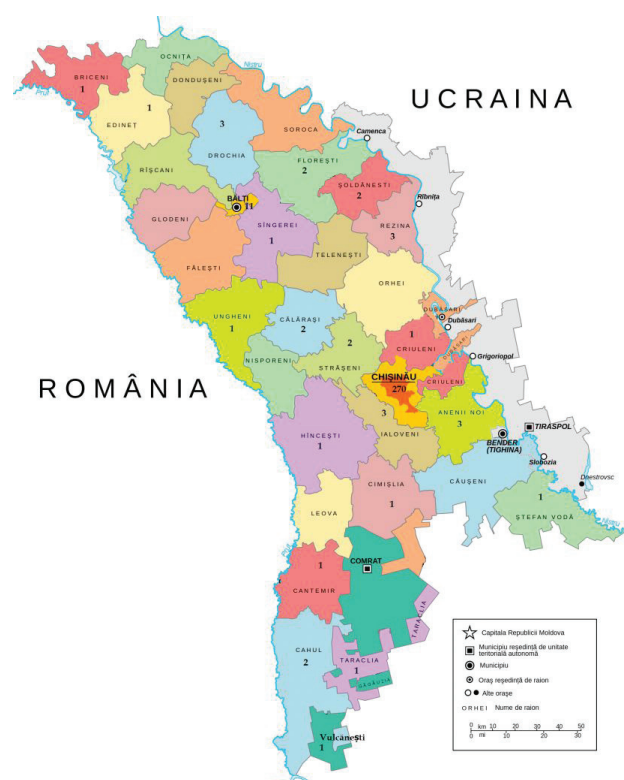 OCNIȚA
BRICENI
1
DONDUȘENI
Nistru
Prut
1
EDINEȚ
UCRAINA
3
DROCHIA
SOROCA
Camenca
FLOREȘTI
2
RÎȘCANI
ȘOLDĂNEȘTI
2
BĂLȚI
11
Rîbnița
GLODENI
SÎNGEREI
1
REZINA
3
TELENEȘTI
FĂLEȘTI
ORHEI
DUBĂSARI
Dubăsari
UNGHENI
1
CĂLĂRAȘI
2
1
CRIULENI
DUBĂSARI
2
STRĂȘENI
NISPORENI
Grigoriopol
ROMÂNIA
CHIȘINĂU
270
CRIULENI
3
IALOVENI
ANENII NOI
3
HÎNCEȘTI
1
TIRASPOL
BENDER
(TIGHINA)
Slobozia
CIMIȘLIA
1
CĂUȘENI
Dnestrovsc
LEOVA
1
ȘTEFAN VODĂ
Nistru
COMRAT
1
CANTEMIR
TARACLIA
CAHUL
2
TARACLIA
1
GĂGĂUZIA
Vulcănești
1
Capitala Republicii Moldova
Municipiu reședință de unitate
teritorială autonomă
Municipiu
Oraș reședință de raion
Alte orașe
ORHEI Nume de raion
0 km 10 20 30 40 50
0 mi 10 20 30